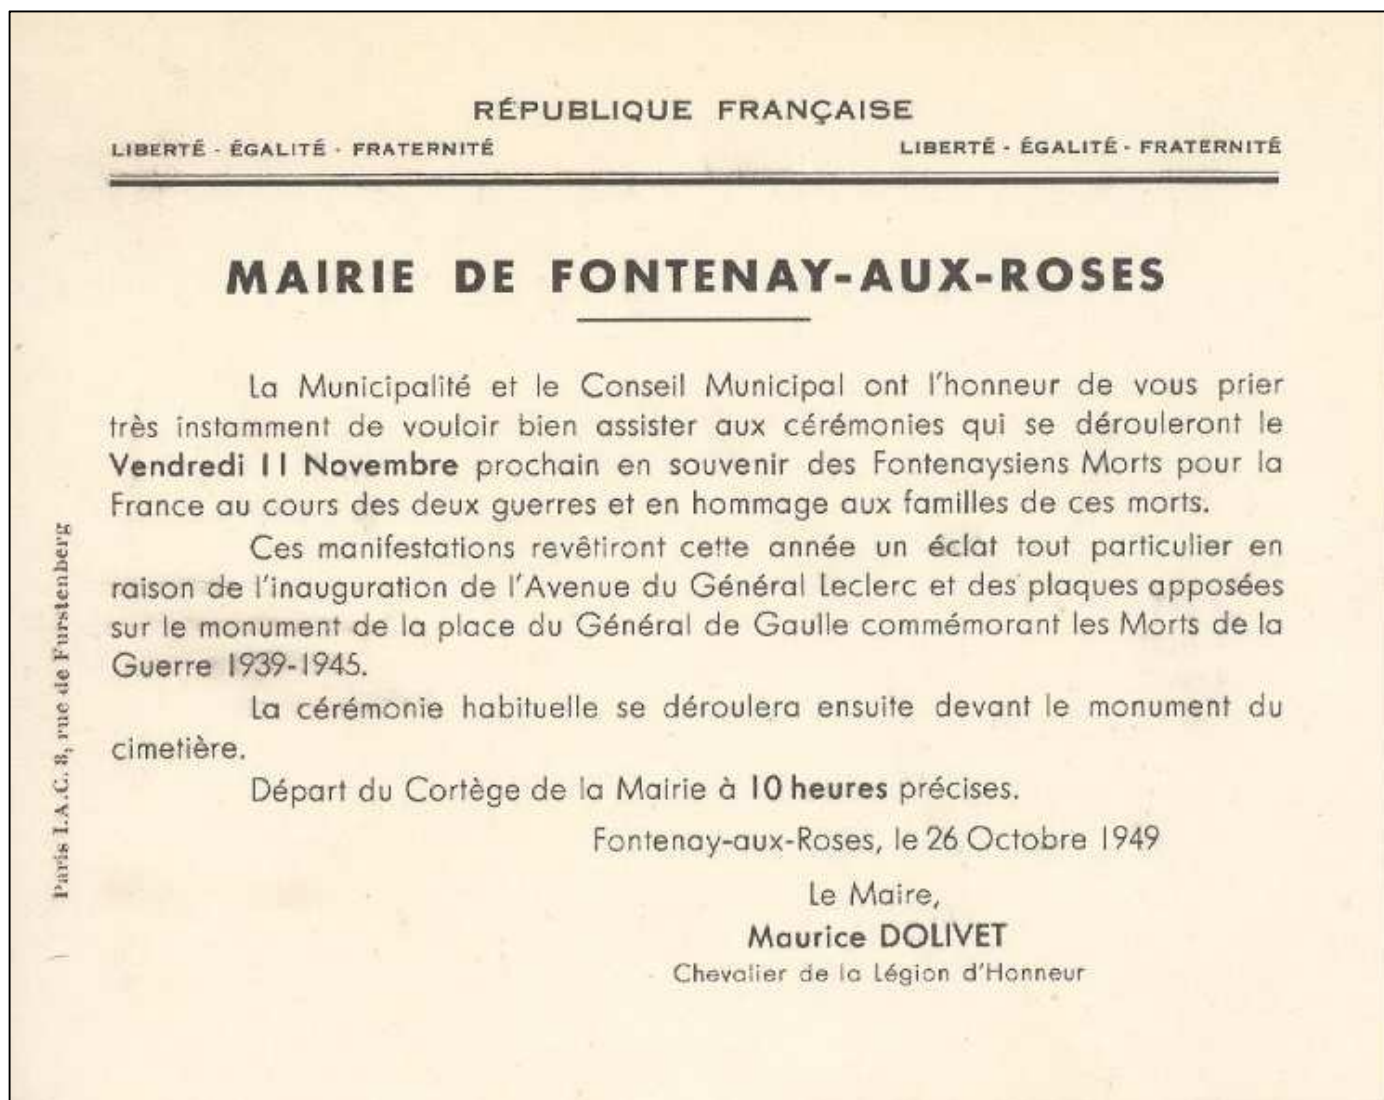 RÉPUBLIQUE FRANÇAISE
LIBERTÉ - ÉGALITÉ - FRATERNITÉ LIBERTÉ - ÉGALITÉ - FRATERNITÉ
MAIRIE DE FONTENAY-AUX-ROSES
La Municipalité et le Conseil Municipal ont l'honneur de vous prier
très instamment de vouloir bien assister aux cérémonies qui se dérouleront le
Vendredi 11 Novembre prochain en souvenir des Fontenaysiens Morts pour la
France au cours des deux guerres et en hommage aux familles de ces morts.
Ces manifestations revêtiront cette année un éclat tout particulier en
raison de l'inauguration de l'Avenue du Général Leclerc et des plaques apposées
sur le monument de la place du Général de Gaulle commémorant les Morts de la
Guerre 1939-1945.
La cérémonie habituelle se déroulera ensuite devant le monument du
cimetière.
Départ du Cortège de la Mairie à 10 heures précises.
Fontenay-aux-Roses, le 26 Octobre 1949
Le Maire,
Maurice DOLIVET
Chevalier de la Légion d'Honneur
Paris I.A.C. 8, rue de Furstenberg